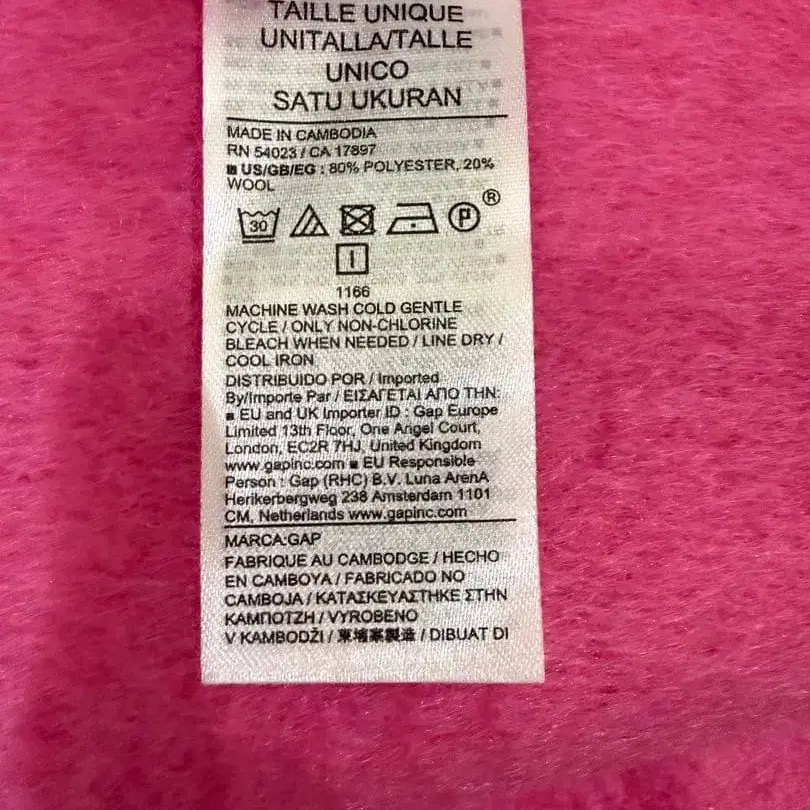 TAILLE UNIQUE
UNITALLA/TALLE
UNICO
SATU UKURAN
MADE IN CAMBODIA
RN 54023 / CA 17897
■ US/GB/EG : 80% POLYESTER, 20%
WOOL
30 P ®
1166
MACHINE WASH COLD GENTLE
CYCLE / ONLY NON-CHLORINE
BLEACH WHEN NEEDED / LINE DRY /
COOL IRON
DISTRIBUIDO POR / Imported
By/Importe Par / ΕΙΣΑΓΕΤΑΙ ΑΠΟ ΤΗΝ:
■ EU and UK Importer ID : Gap Europe
Limited 13th Floor, One Angel Court,
London, EC2R 7HJ, United Kingdom
www.gapinc.com ■ EU Responsible
Person : Gap (RHC) B.V. Luna ArenA
Herikerbergweg 238 Amsterdam 1101
CM, Netherlands www.gapinc.com
MARCA:GAP
FABRIQUE AU CAMBODGE / HECHO
EN CAMBOYA / FABRICADO NO
CAMBOJA / ΚΑΤΑΣΚΕΥΑΣΤΗΚΕ ΣΤΗΝ
ΚΑΜΠΟΤΖΗ / VYROBENO
V KAMBODŽI / 柬埔寨製造 / DIBUAT DI